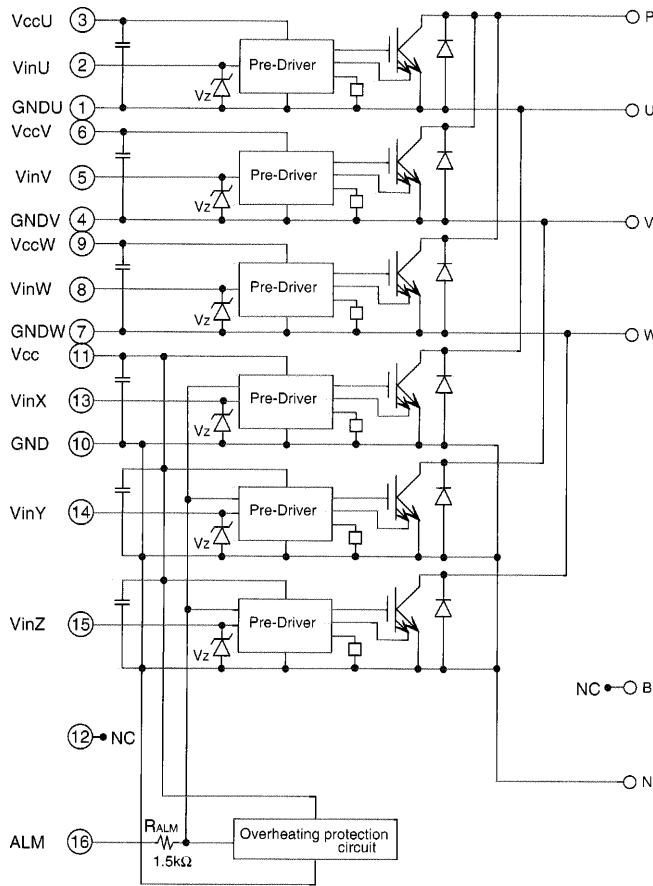 VccU 3 P
VinU 2 Pre-Driver
Vz
GNDU 1 U
VccV 6
VinV 5 Pre-Driver
Vz
GNDV 4 V
VccW 9
VinW 8 Pre-Driver
Vz
GNDW 7 W
Vcc 11
VinX 13 Pre-Driver
Vz
GND 10
VinY 14 Pre-Driver
Vz
VinZ 15 Pre-Driver
Vz
NC B
12 NC
N
ALM 16 RALM 1.5kΩ
Overheating protection
circuit